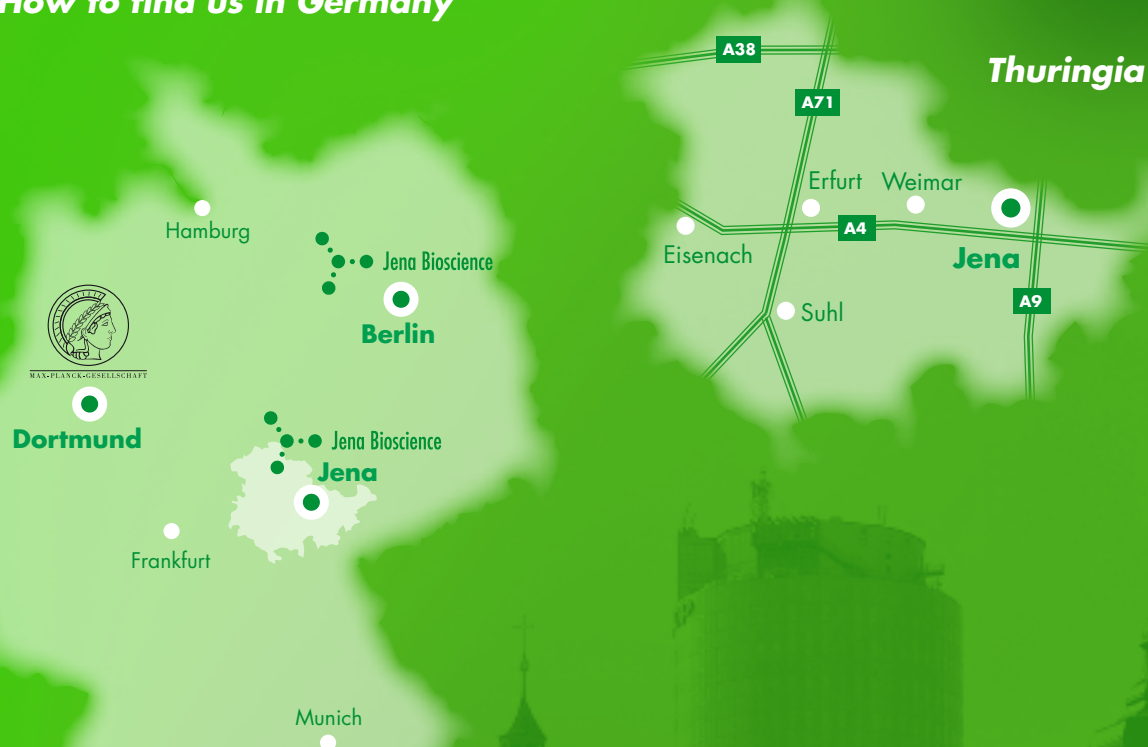 How to find us in Germany
Hamburg
Jena Bioscience
Berlin
MAX-PLANCK-GESELLSCHAFT
Dortmund
Jena Bioscience
Jena
Frankfurt
Munich
Thuringia
A38
A71
Erfurt
Weimar
A4
Eisenach
Jena
A9
Suhl